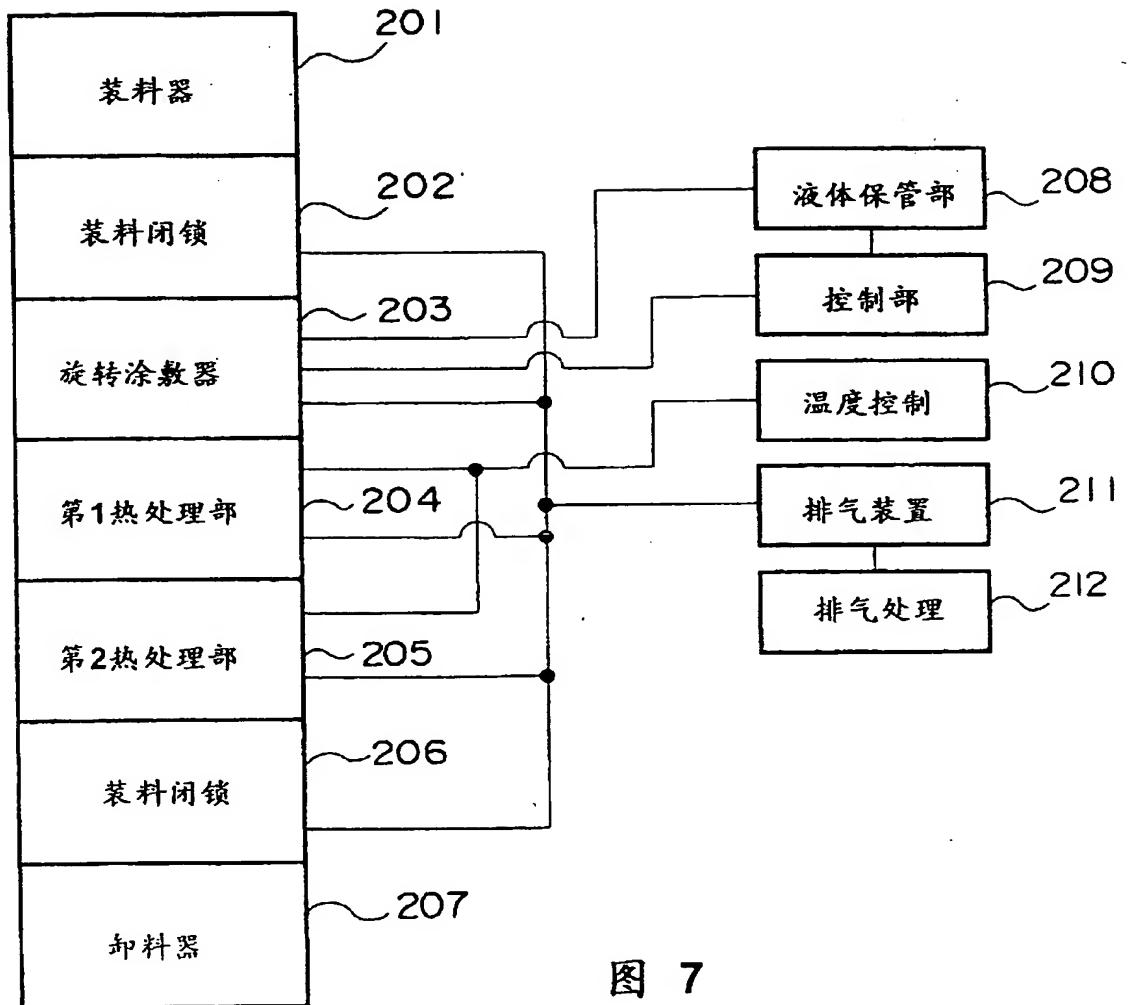 201
装料器
202
装料闭锁
203
旋转涂敷器
204
第1热处理部
205
第2热处理部
206
装料闭锁
207
卸料器
208
液体保管部
209
控制部
210
温度控制
211
排气装置
212
排气处理
图 7